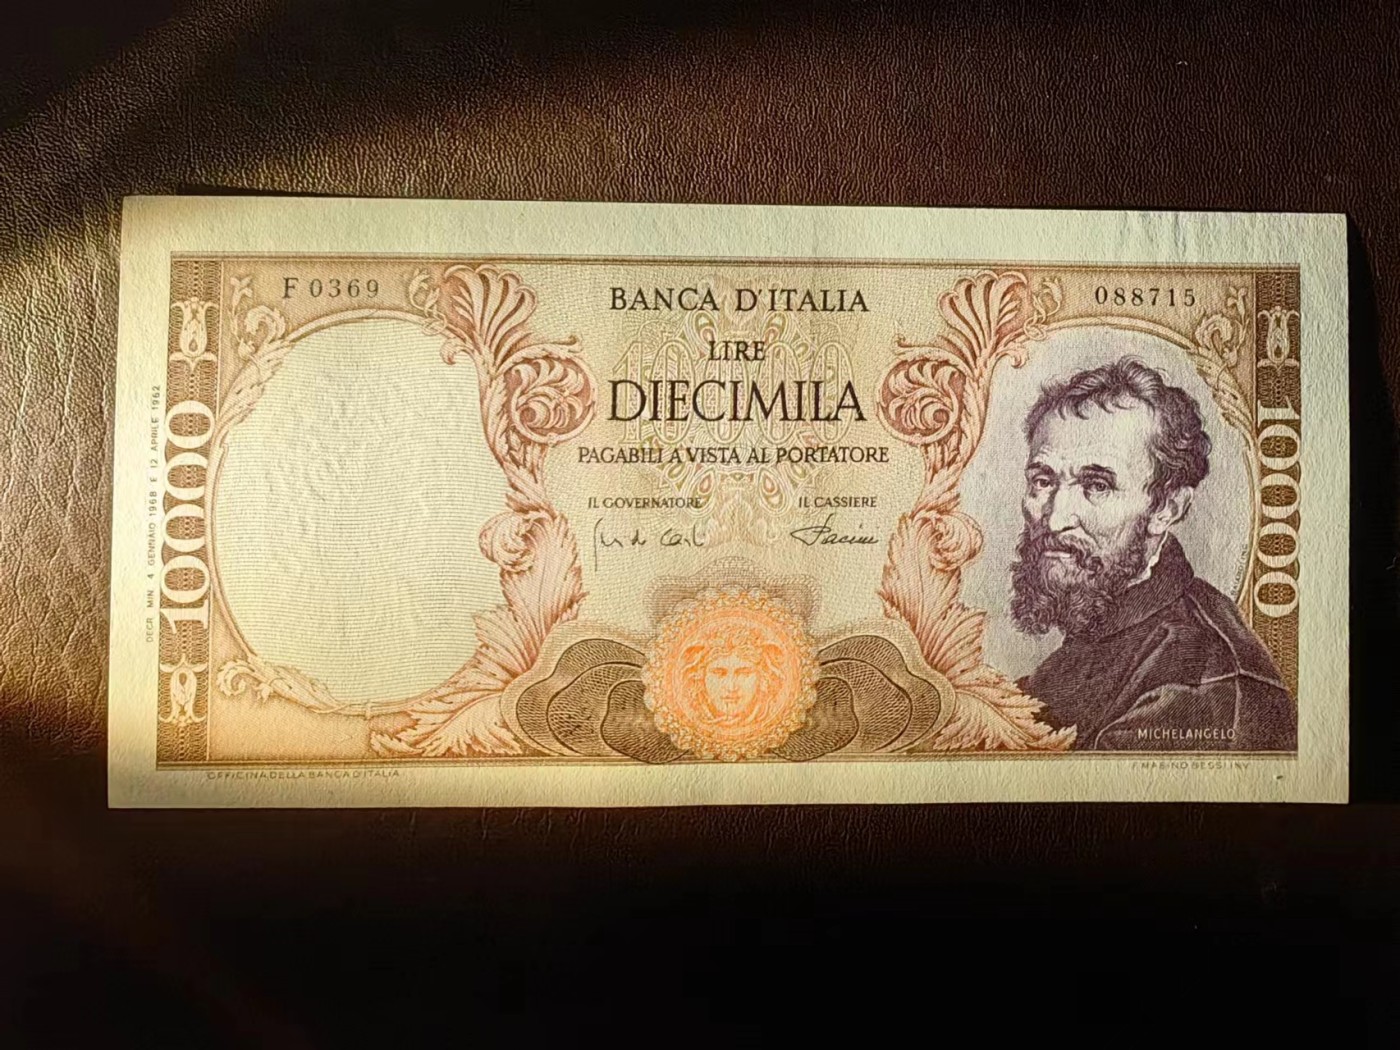 F 0369
088715
BANCA D'ITALIA
LIRE
10000
DIECIMILA
PAGABILI A VISTA AL PORTATORE
IL GOVERNATORE
IL CASSIERE
10000
10000
DECR. MIN. 4 GENNAIO 1968 E 12 APRILE 1962
MICHELANGELO
OFFICINA DELLA BANCA D'ITALIA